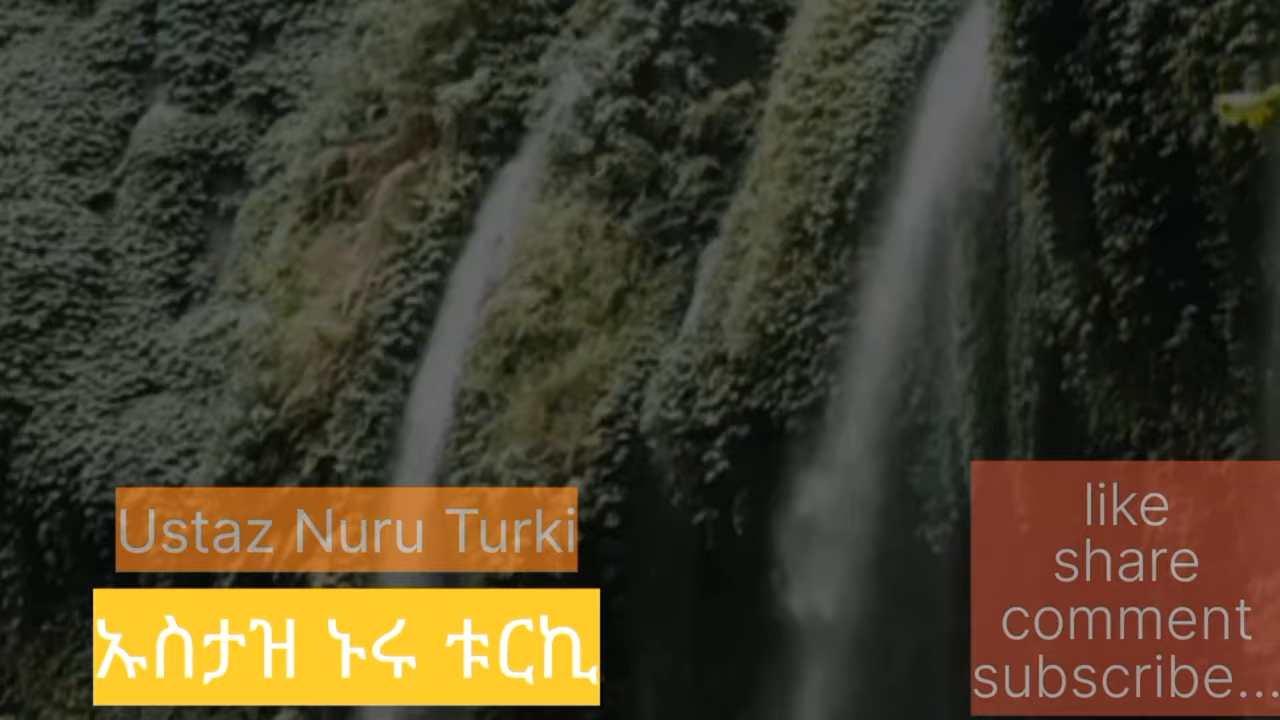 Ustaz Nuru Turki
ኡስታዝ ኑሩ ቱርኪ
like
share
comment
subscribe...